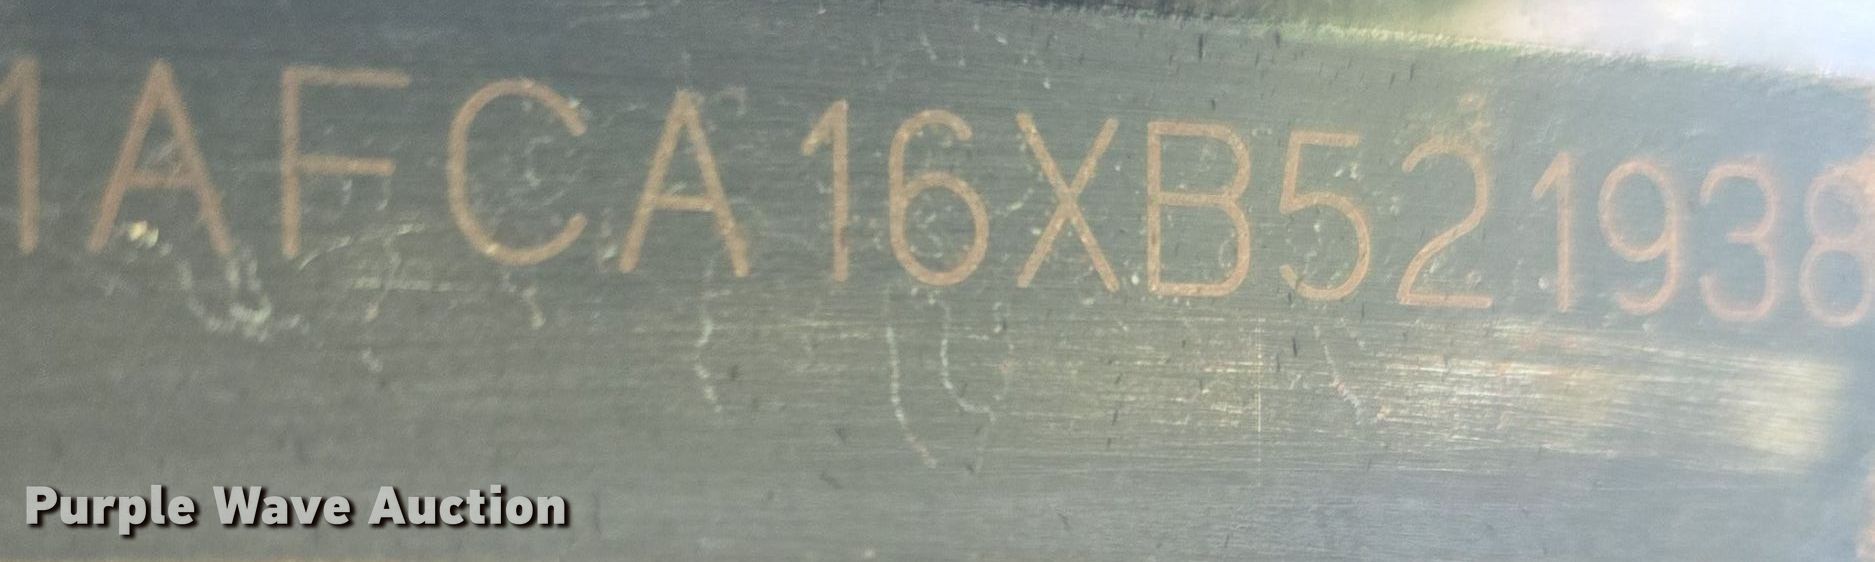 1AFCA16XB521938
Purple Wave Auction